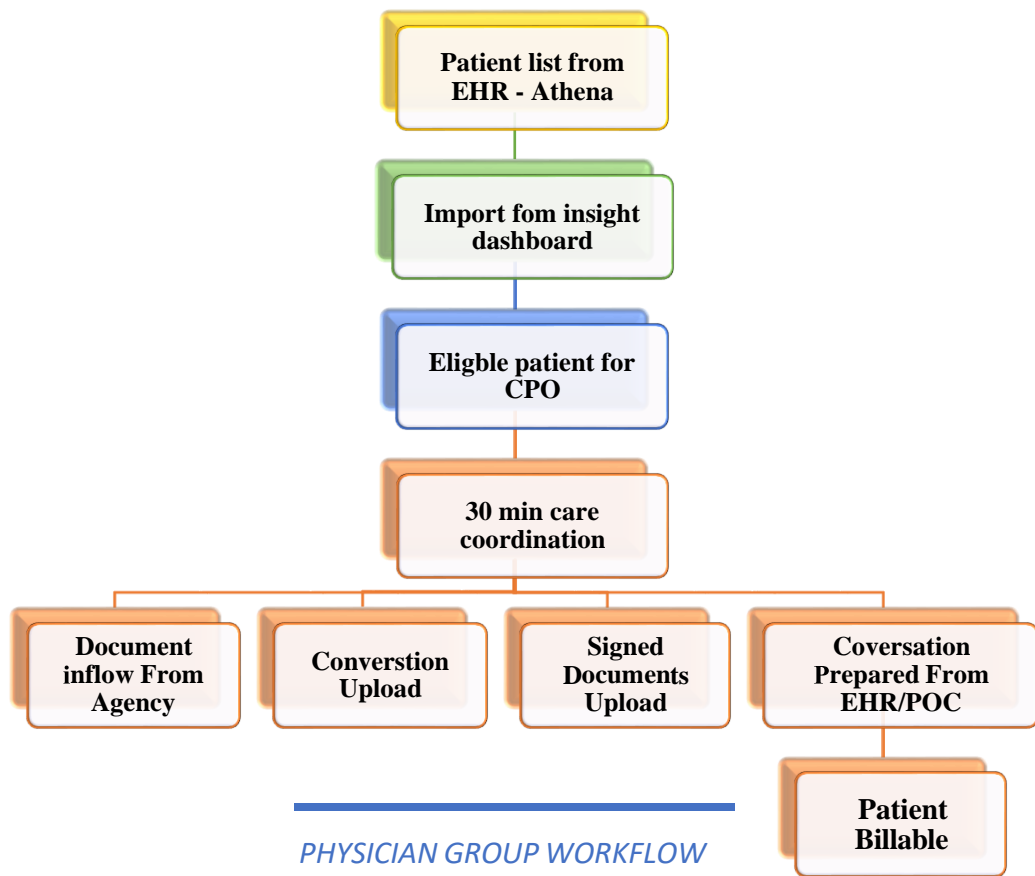 Patient list from
EHR - Athena
Import fom insight
dashboard
Eligble patient for
CPO
30 min care
coordination
Document
inflow From
Agency
Converstion
Upload
Signed
Documents
Upload
Coversation
Prepared From
EHR/POC
Patient
Billable
PHYSICIAN GROUP WORKFLOW